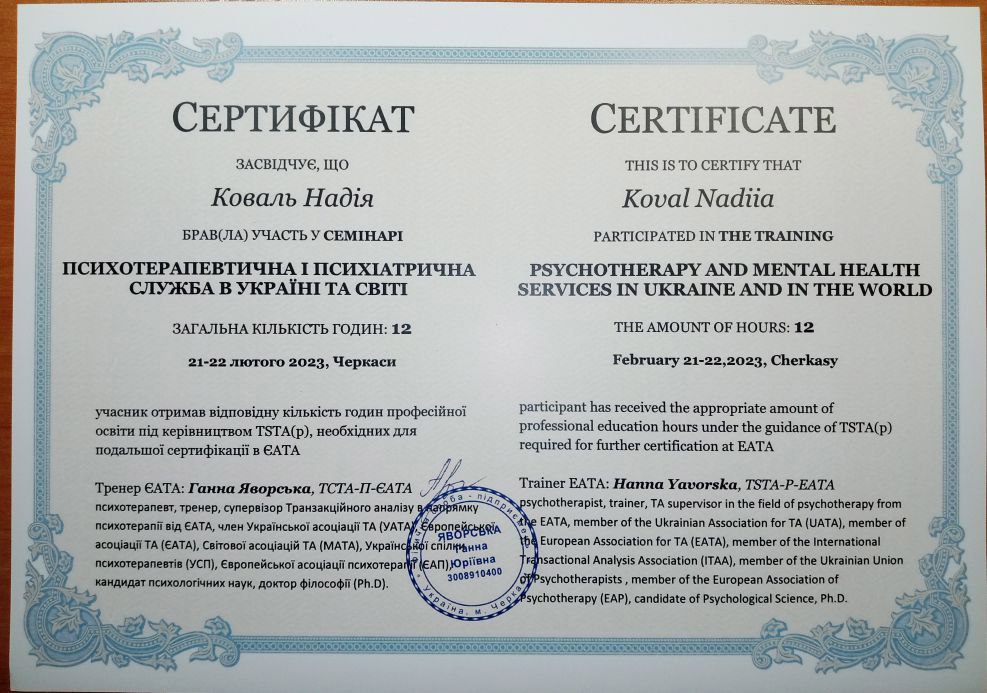 СЕРТИФІКАТ
ЗАСВІДЧУЄ, ЩО
Коваль Надія
БРАВ(ЛА) УЧАСТЬ У СЕМІНАРІ
ПСИХОТЕРАПЕВТИЧНА І ПСИХІАТРИЧНА
СЛУЖБА В УКРАЇНІ ТА СВІТІ
ЗАГАЛЬНА КІЛЬКІСТЬ ГОДИН: 12
21-22 лютого 2023, Черкаси
учасник отримав відповідну кількість годин професійної
освіти під керівництвом TSTA(p), необхідних для
подальшої сертифікації в ЄАТА
Тренер ЄАТА: Ганна Яворська, ТСТА-П-ЄАТА
психотерапевт, тренер, супервізор Транзакційного аналізу в напрямку
психотерапії від ЄАТА, член Української асоціації ТА (УАТА), Європейської
асоціації ТА (ЄАТА), Світової асоціацій ТА (МАТА), Української спілки
психотерапевтів (УСП), Європейської асоціації психотерапії (ЄАП),
кандидат психологічних наук, доктор філософії (Ph.D).
CERTIFICATE
THIS IS TO CERTIFY THAT
Koval Nadiia
PARTICIPATED IN THE TRAINING
PSYCHOTHERAPY AND MENTAL HEALTH
SERVICES IN UKRAINE AND IN THE WORLD
THE AMOUNT OF HOURS: 12
February 21-22,2023, Cherkasy
participant has received the appropriate amount of
professional education hours under the guidance of TSTA(p)
required for further certification at EATA
Trainer EATA: Hanna Yavorska, TSTA-P-EATA
psychotherapist, trainer, TA supervisor in the field of psychotherapy from
the EATA, member of the Ukrainian Association for TA (UATA), member of
the European Association for TA (EATA), member of the International
Transactional Analysis Association (ITAA), member of the Ukrainian Union
of Psychotherapists , member of the European Association of
Psychotherapy (EAP), candidate of Psychological Science, Ph.D.
ЯВОРСЬКА
Ганна
Юріївна
3008910400
Україна, м.